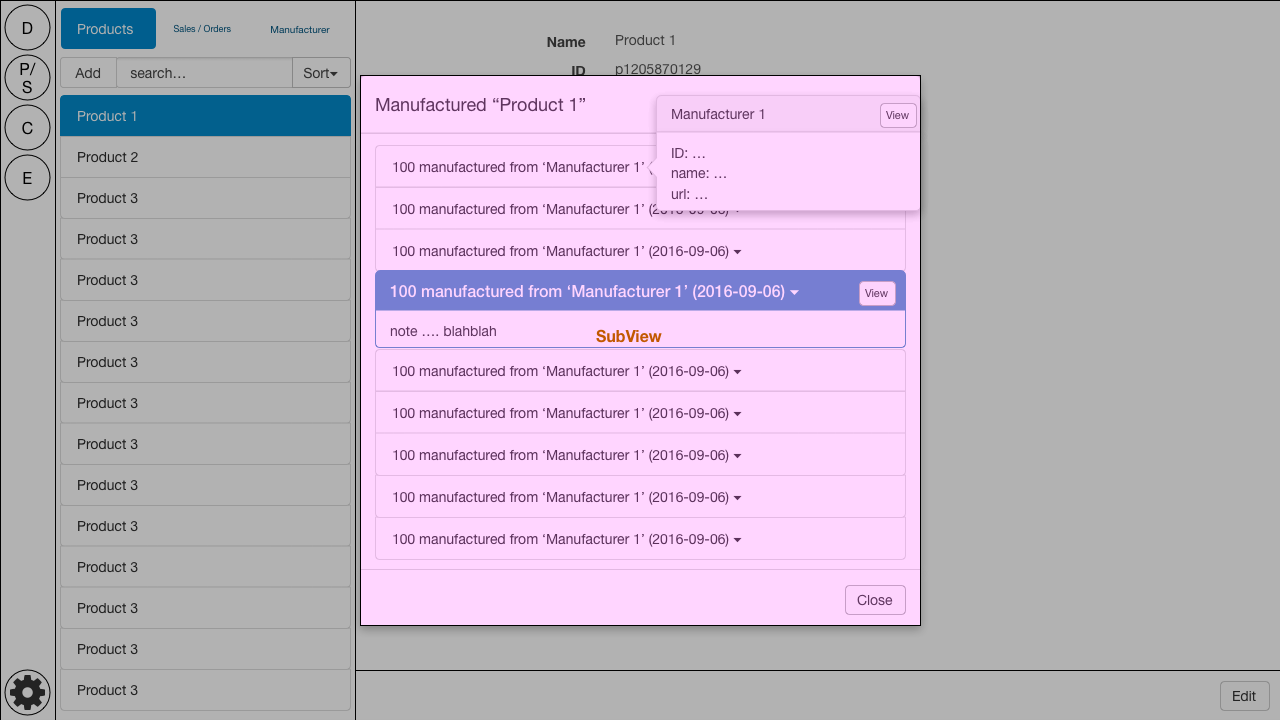 D
P/
S
C
E
Products
Sales / Orders
Manufacturer
Add
search…
Sort
Product 1
Product 2
Product 3
Product 3
Product 3
Product 3
Product 3
Product 3
Product 3
Product 3
Product 3
Product 3
Product 3
Product 3
Product 3
Name
Product 1
ID
p1205870129
Manufactured “Product 1”
Manufacturer 1
View
ID: …
name: …
url: …
100 manufactured from ‘Manufacturer 1’
100 manufactured from ‘Manufacturer 1’ (2016-09-06)
100 manufactured from ‘Manufacturer 1’ (2016-09-06)
100 manufactured from ‘Manufacturer 1’ (2016-09-06)
View
note …. blahblah
SubView
100 manufactured from ‘Manufacturer 1’ (2016-09-06)
100 manufactured from ‘Manufacturer 1’ (2016-09-06)
100 manufactured from ‘Manufacturer 1’ (2016-09-06)
100 manufactured from ‘Manufacturer 1’ (2016-09-06)
100 manufactured from ‘Manufacturer 1’ (2016-09-06)
Close
Edit